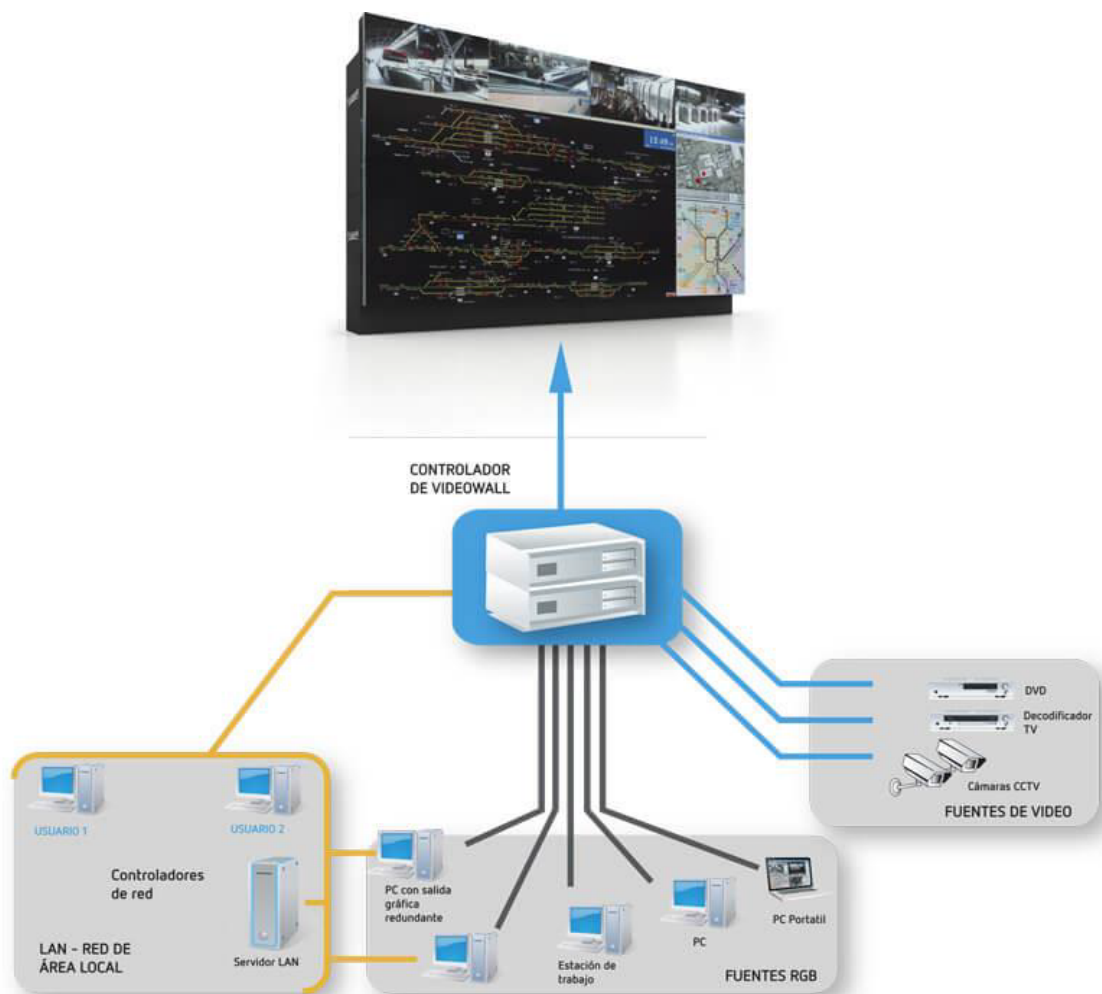 12:49
CONTROLADOR
DE VIDEOWALL
DVD
Decodificador
TV
Cámaras CCTV
FUENTES DE VIDEO
USUARIO 1
USUARIO 2
Controladores
de red
Servidor LAN
LAN - RED DE
ÁREA LOCAL
PC con salida
gráfica
redundante
Estación de
trabajo
PC
PC Portatil
FUENTES RGB